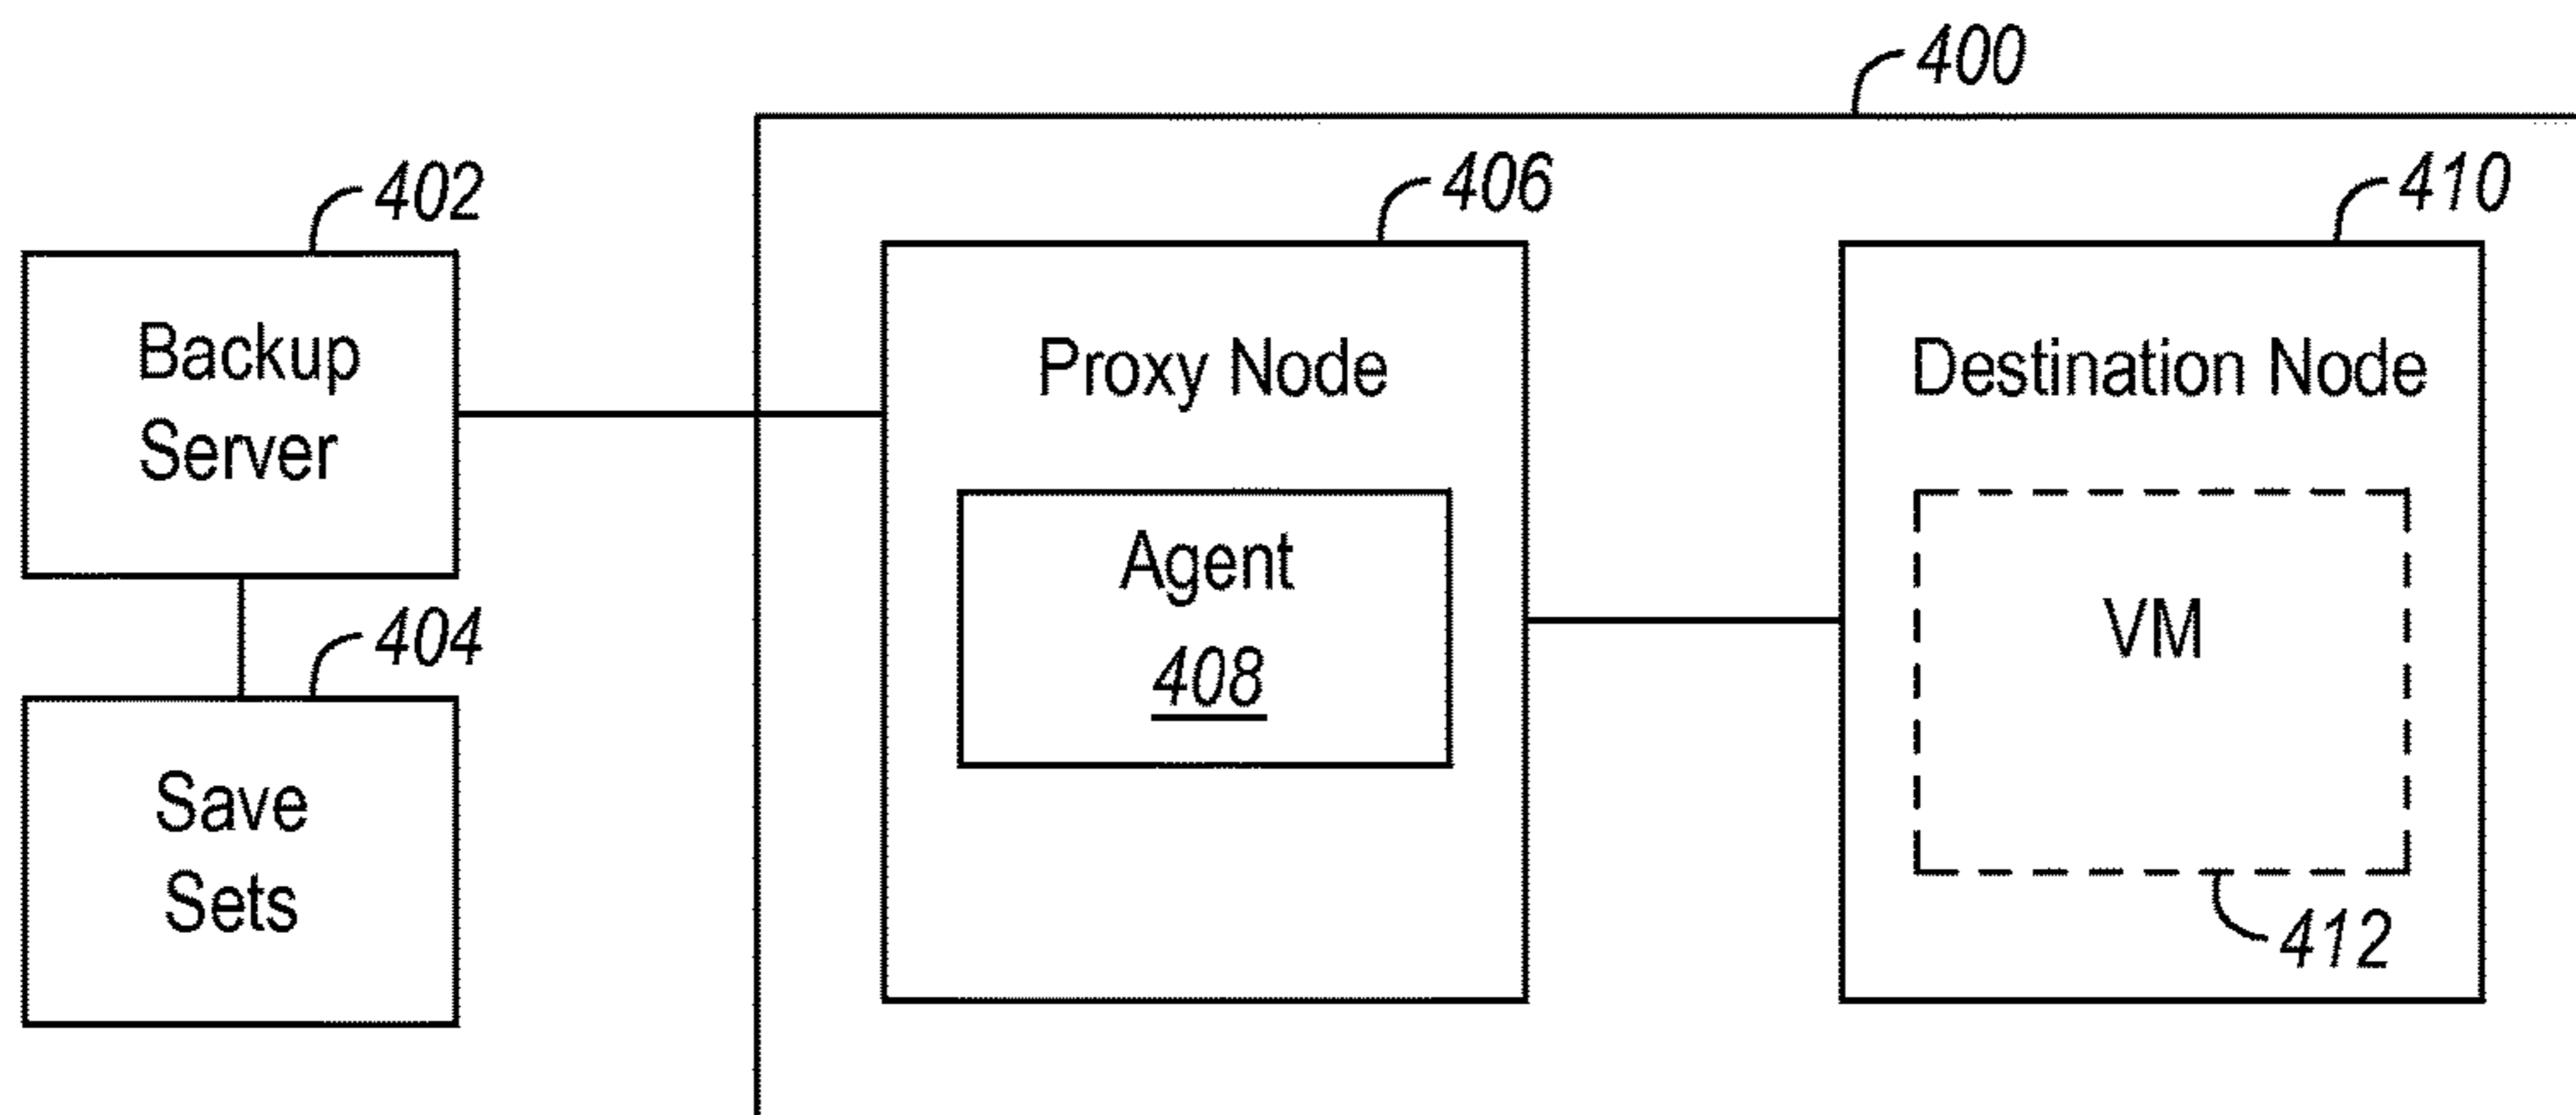 400
402
406
410
Backup
Server
Proxy Node
Destination Node
Agent
408
VM
404
Save
Sets
412